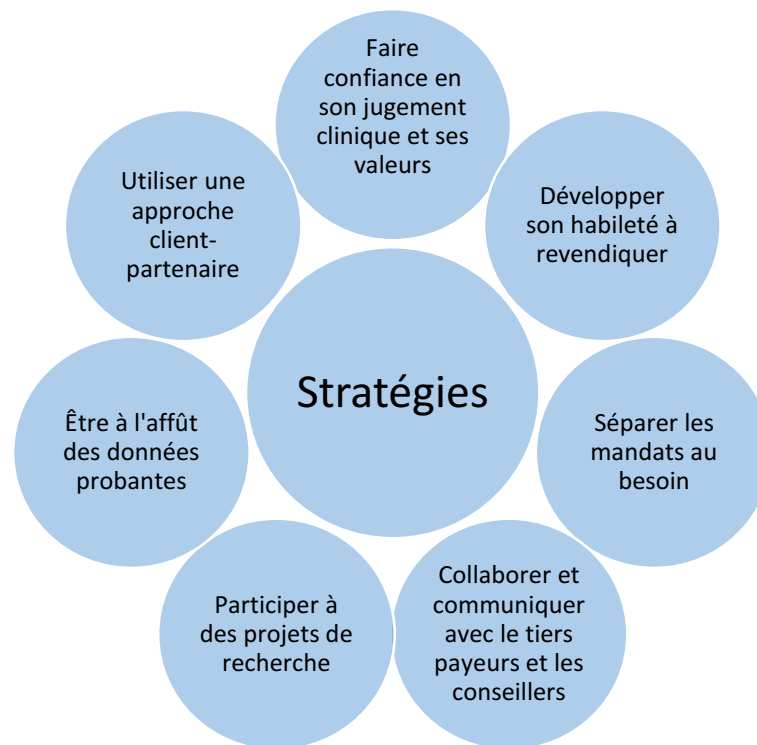 Faire
confiance en
son jugement
clinique et ses
valeurs
Développer
son habileté à
revendiquer
Séparer les
mandats au
besoin
Collaborer et
communiquer
avec le tiers
payeurs et les
conseillers
Participer à
des projets de
recherche
Être à l'affût
des données
probantes
Utiliser une
approche
client-
partenaire
Stratégies